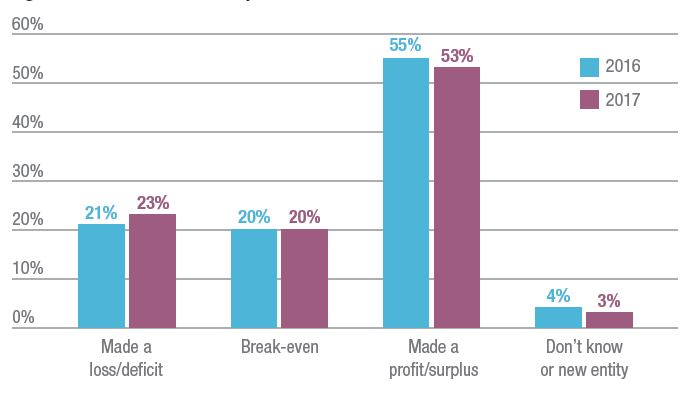 60%
50%
40%
30%
20%
10%
0%
21%
23%
20%
20%
55%
53%
4%
3%
2016
2017
Made a
loss/deficit
Break-even
Made a
profit/surplus
Don't know
or new entity